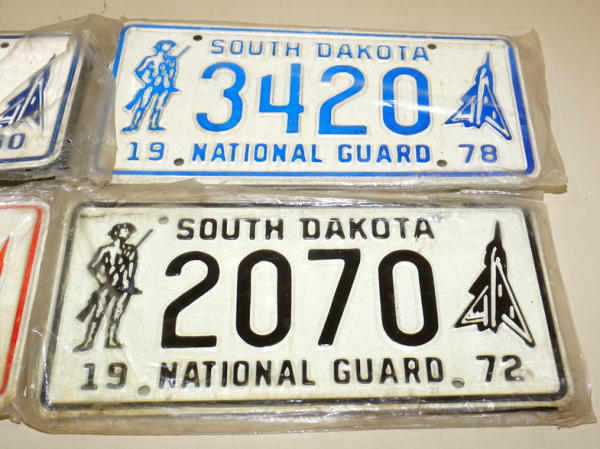 SOUTH DAKOTA
3420
19 NATIONAL GUARD 78
SOUTH DAKOTA
2070
19 NATIONAL GUARD 72